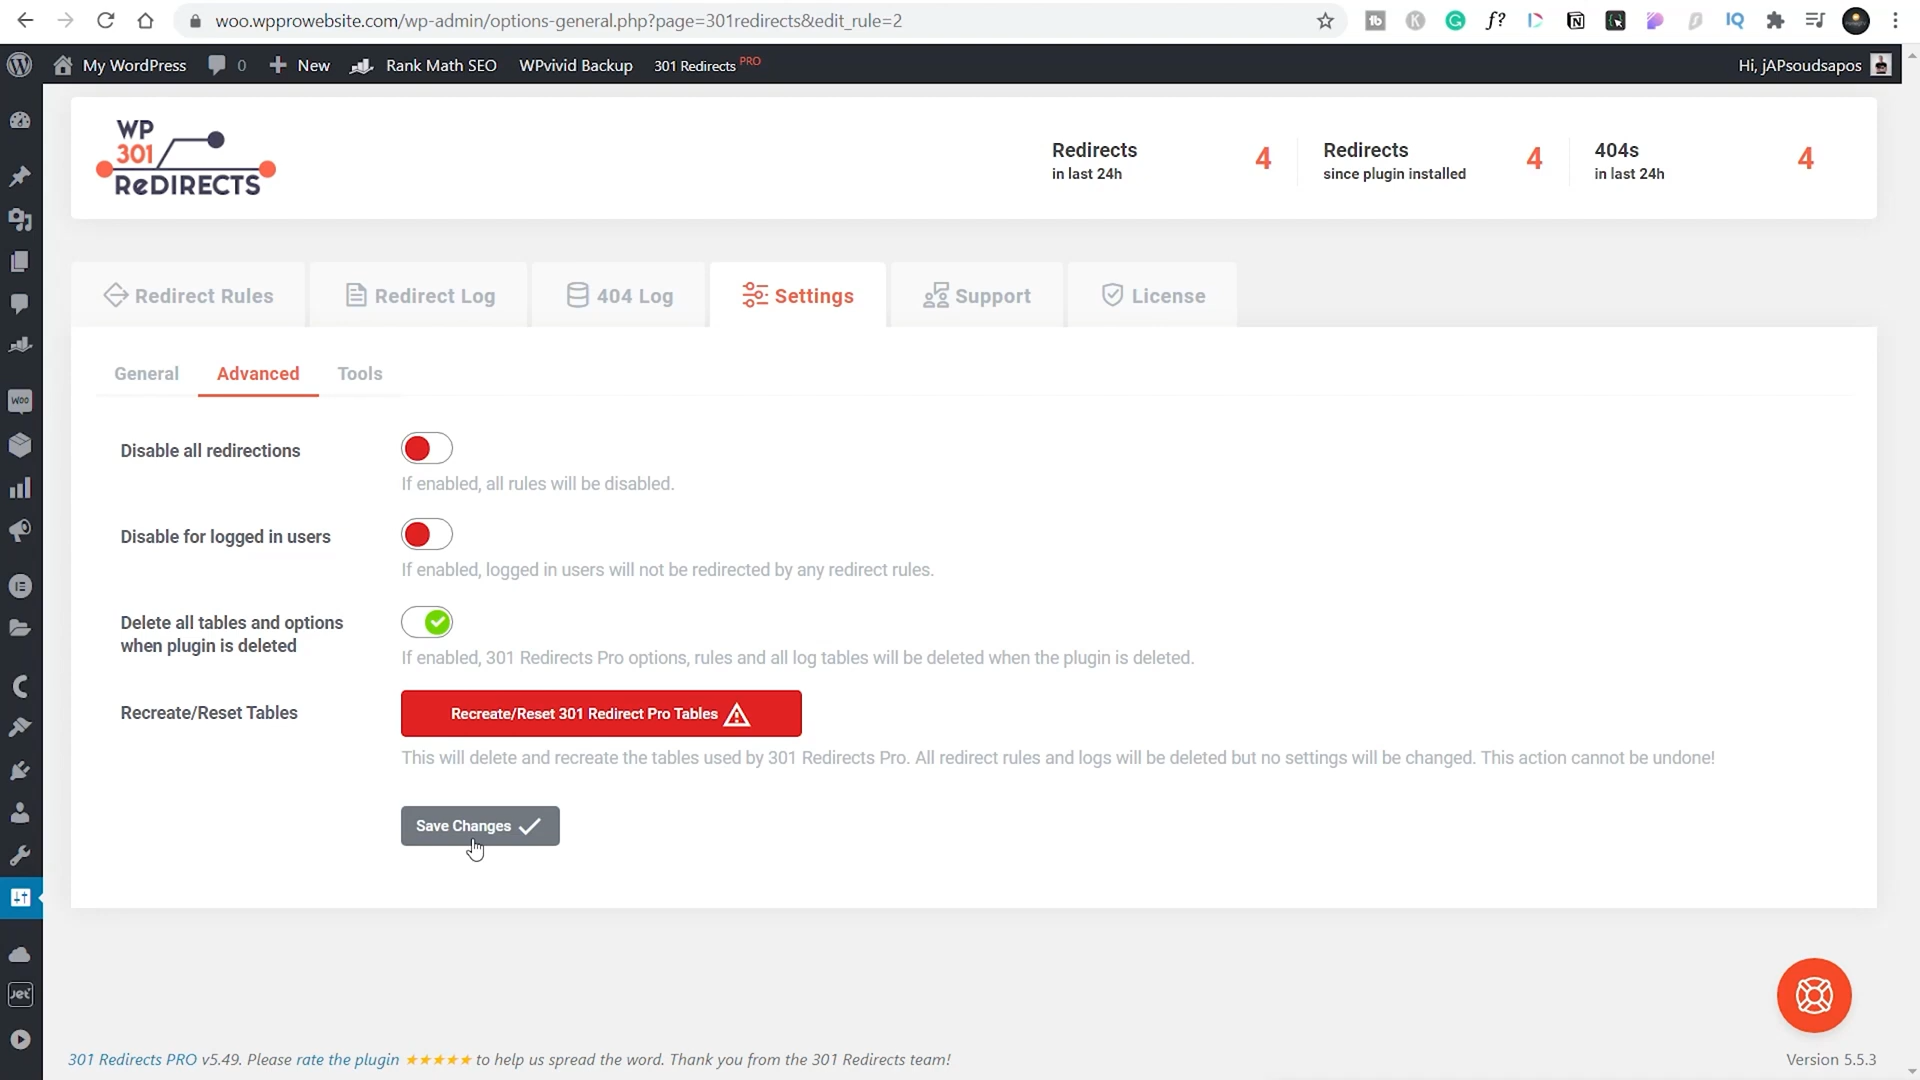 woo.wpprowebsite.com/wp-admin/options-general.php?page=301redirects&edit_rule=2
My WordPress 0 New Rank Math SEO WPvivid Backup 301 Redirects PRO Hi, jAPsoudsapos
WP
301
ReDIRECTS
Redirects
in last 24h
4
Redirects
since plugin installed
4
404s
in last 24h
4
Redirect Rules Redirect Log 404 Log Settings Support License
General Advanced Tools
Disable all redirections
If enabled, all rules will be disabled.
Disable for logged in users
If enabled, logged in users will not be redirected by any redirect rules.
Delete all tables and options
when plugin is deleted
If enabled, 301 Redirects Pro options, rules and all log tables will be deleted when the plugin is deleted.
Recreate/Reset Tables
Recreate/Reset 301 Redirect Pro Tables
This will delete and recreate the tables used by 301 Redirects Pro. All redirect rules and logs will be deleted but no settings will be changed. This action cannot be undone!
Save Changes
301 Redirects PRO v5.49. Please rate the plugin ★★★★★ to help us spread the word. Thank you from the 301 Redirects team!
Version 5.5.3